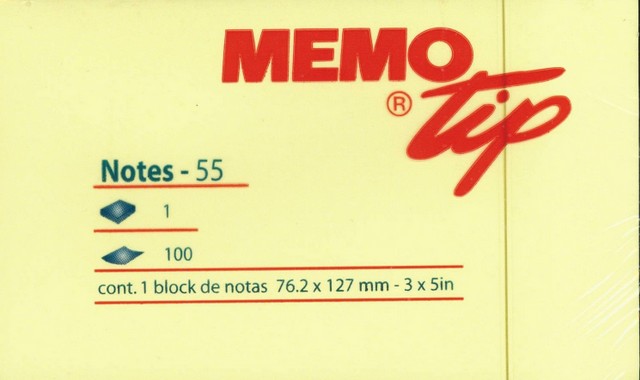 MEMO
® tip
Notes - 55
1
100
cont. 1 block de notas 76.2 x 127 mm - 3 x 5in